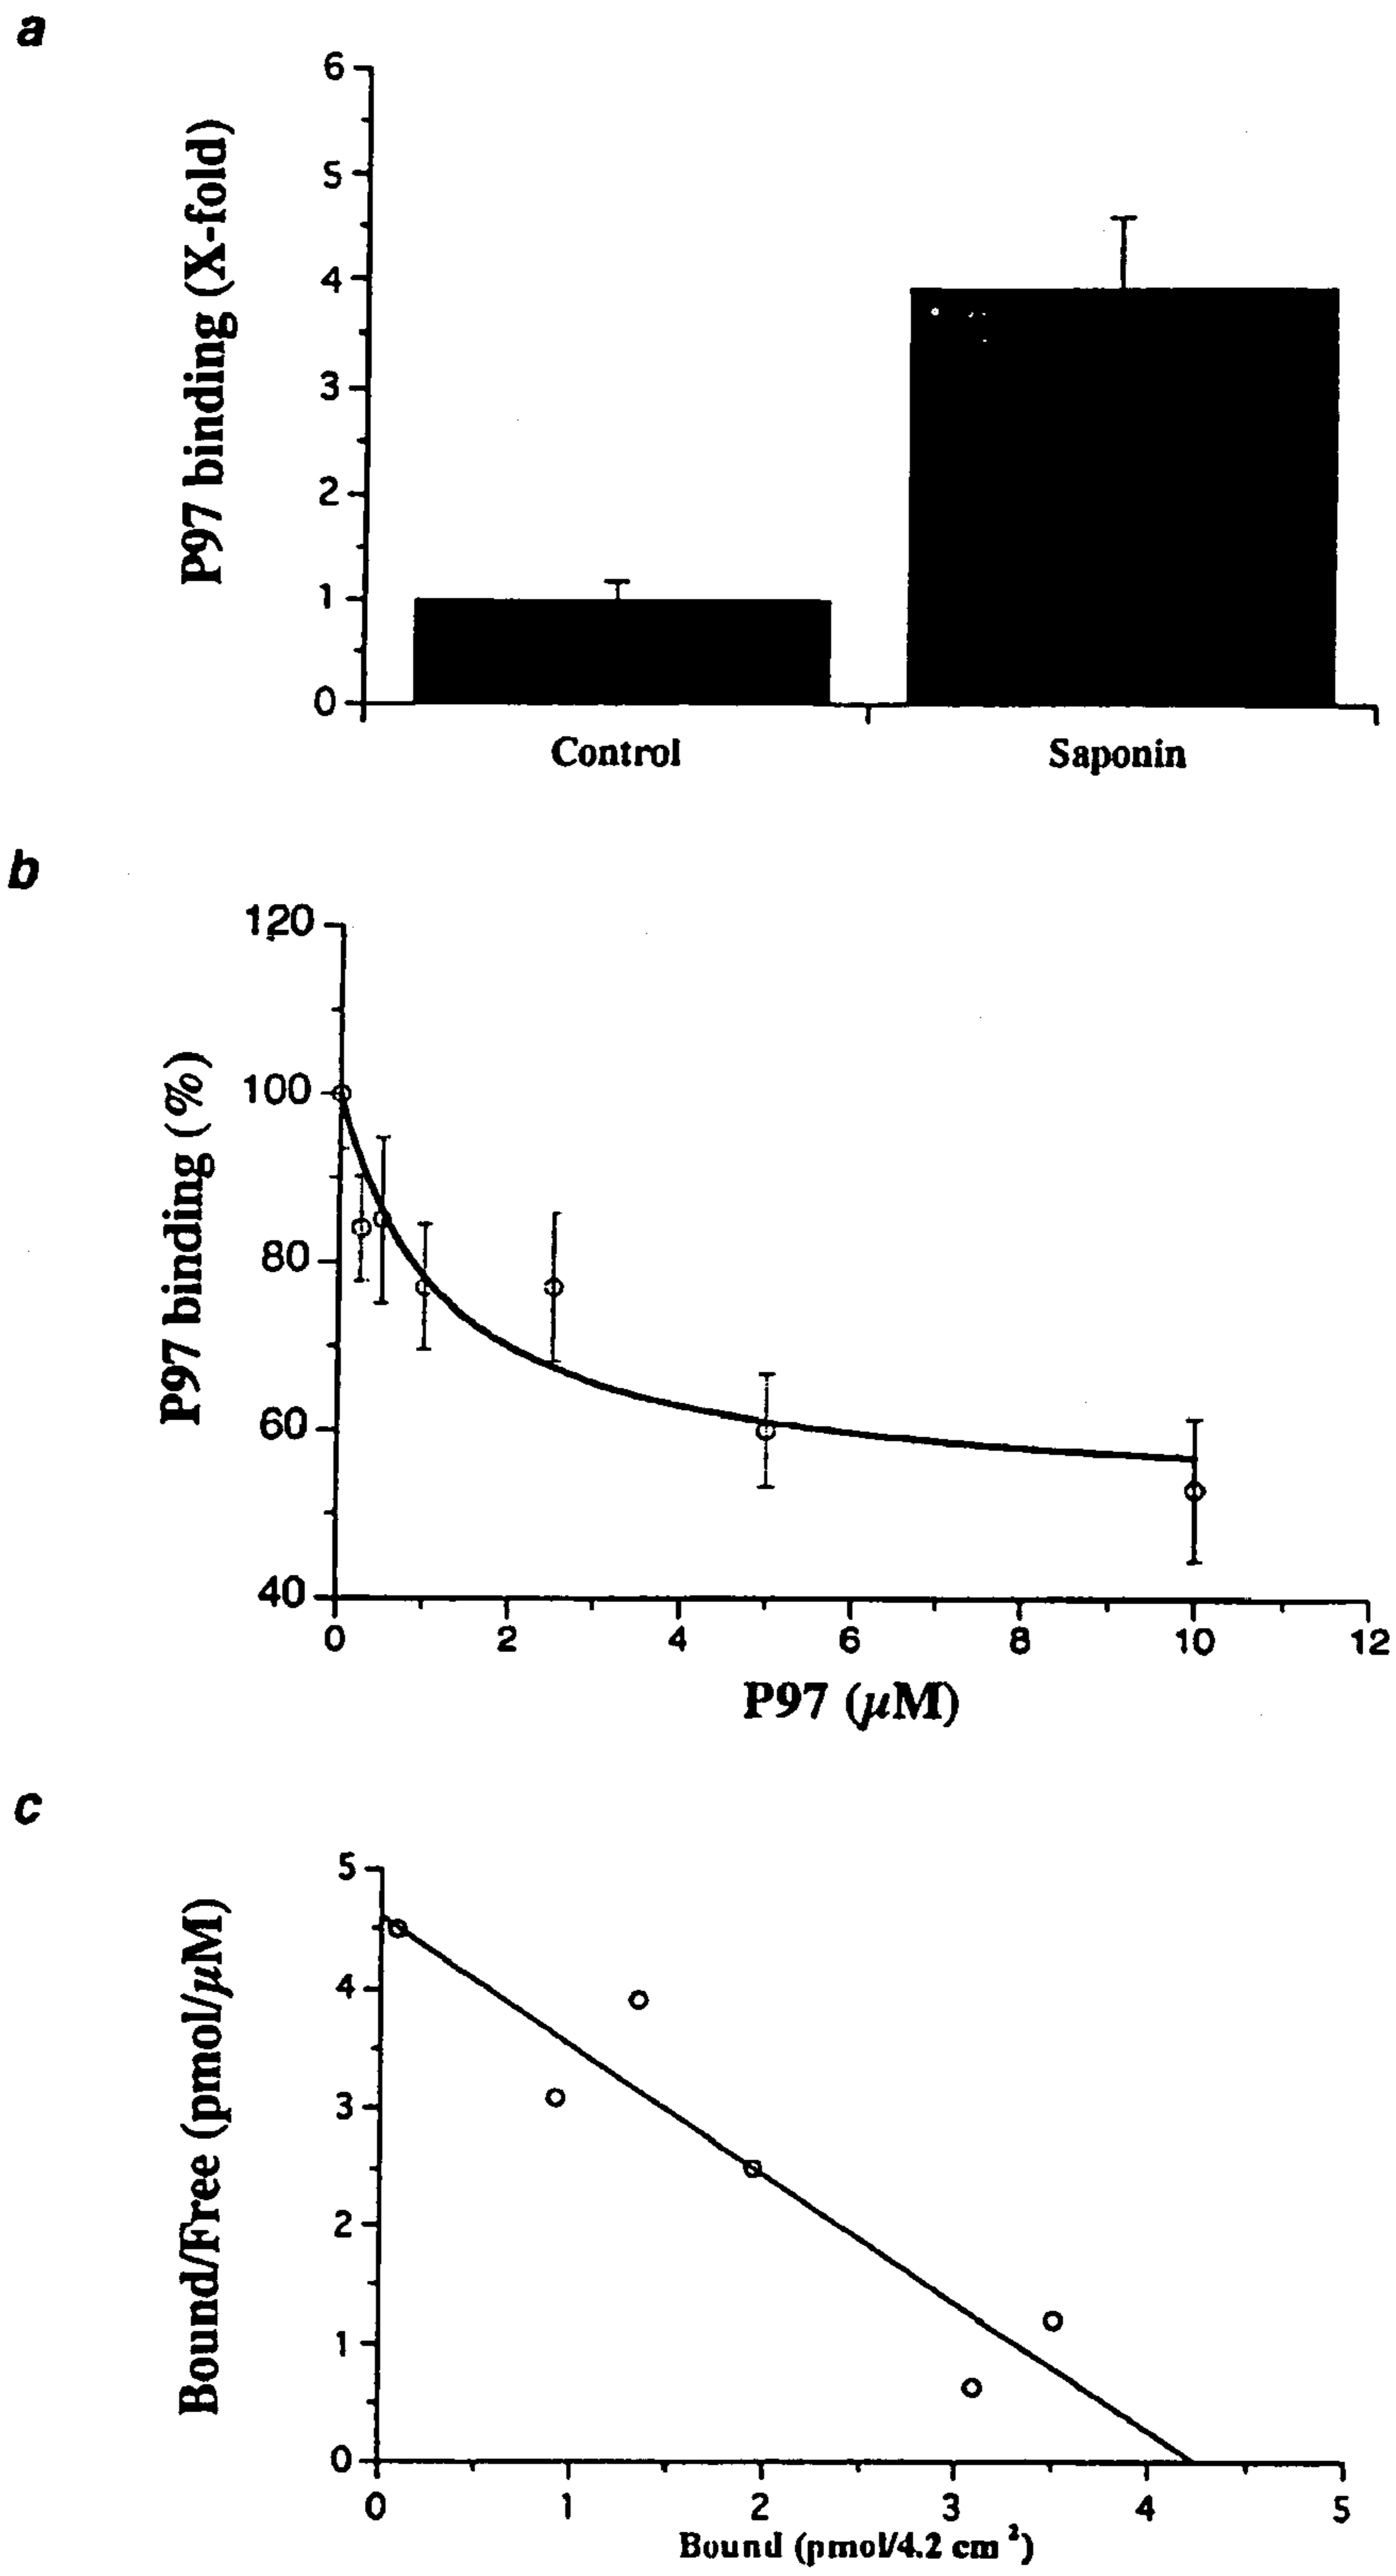 a
P97 binding (X-fold)
6
5
4
3
2
1
0
Control
Saponin
b
P97 binding (%)
120
100
80
60
40
0 2 4 6 8 10 12
P97 (μM)
c
Bound/Free (pmol/μM)
5
4
3
2
1
0
0 1 2 3 4 5
Bound (pmol/4.2 cm²)